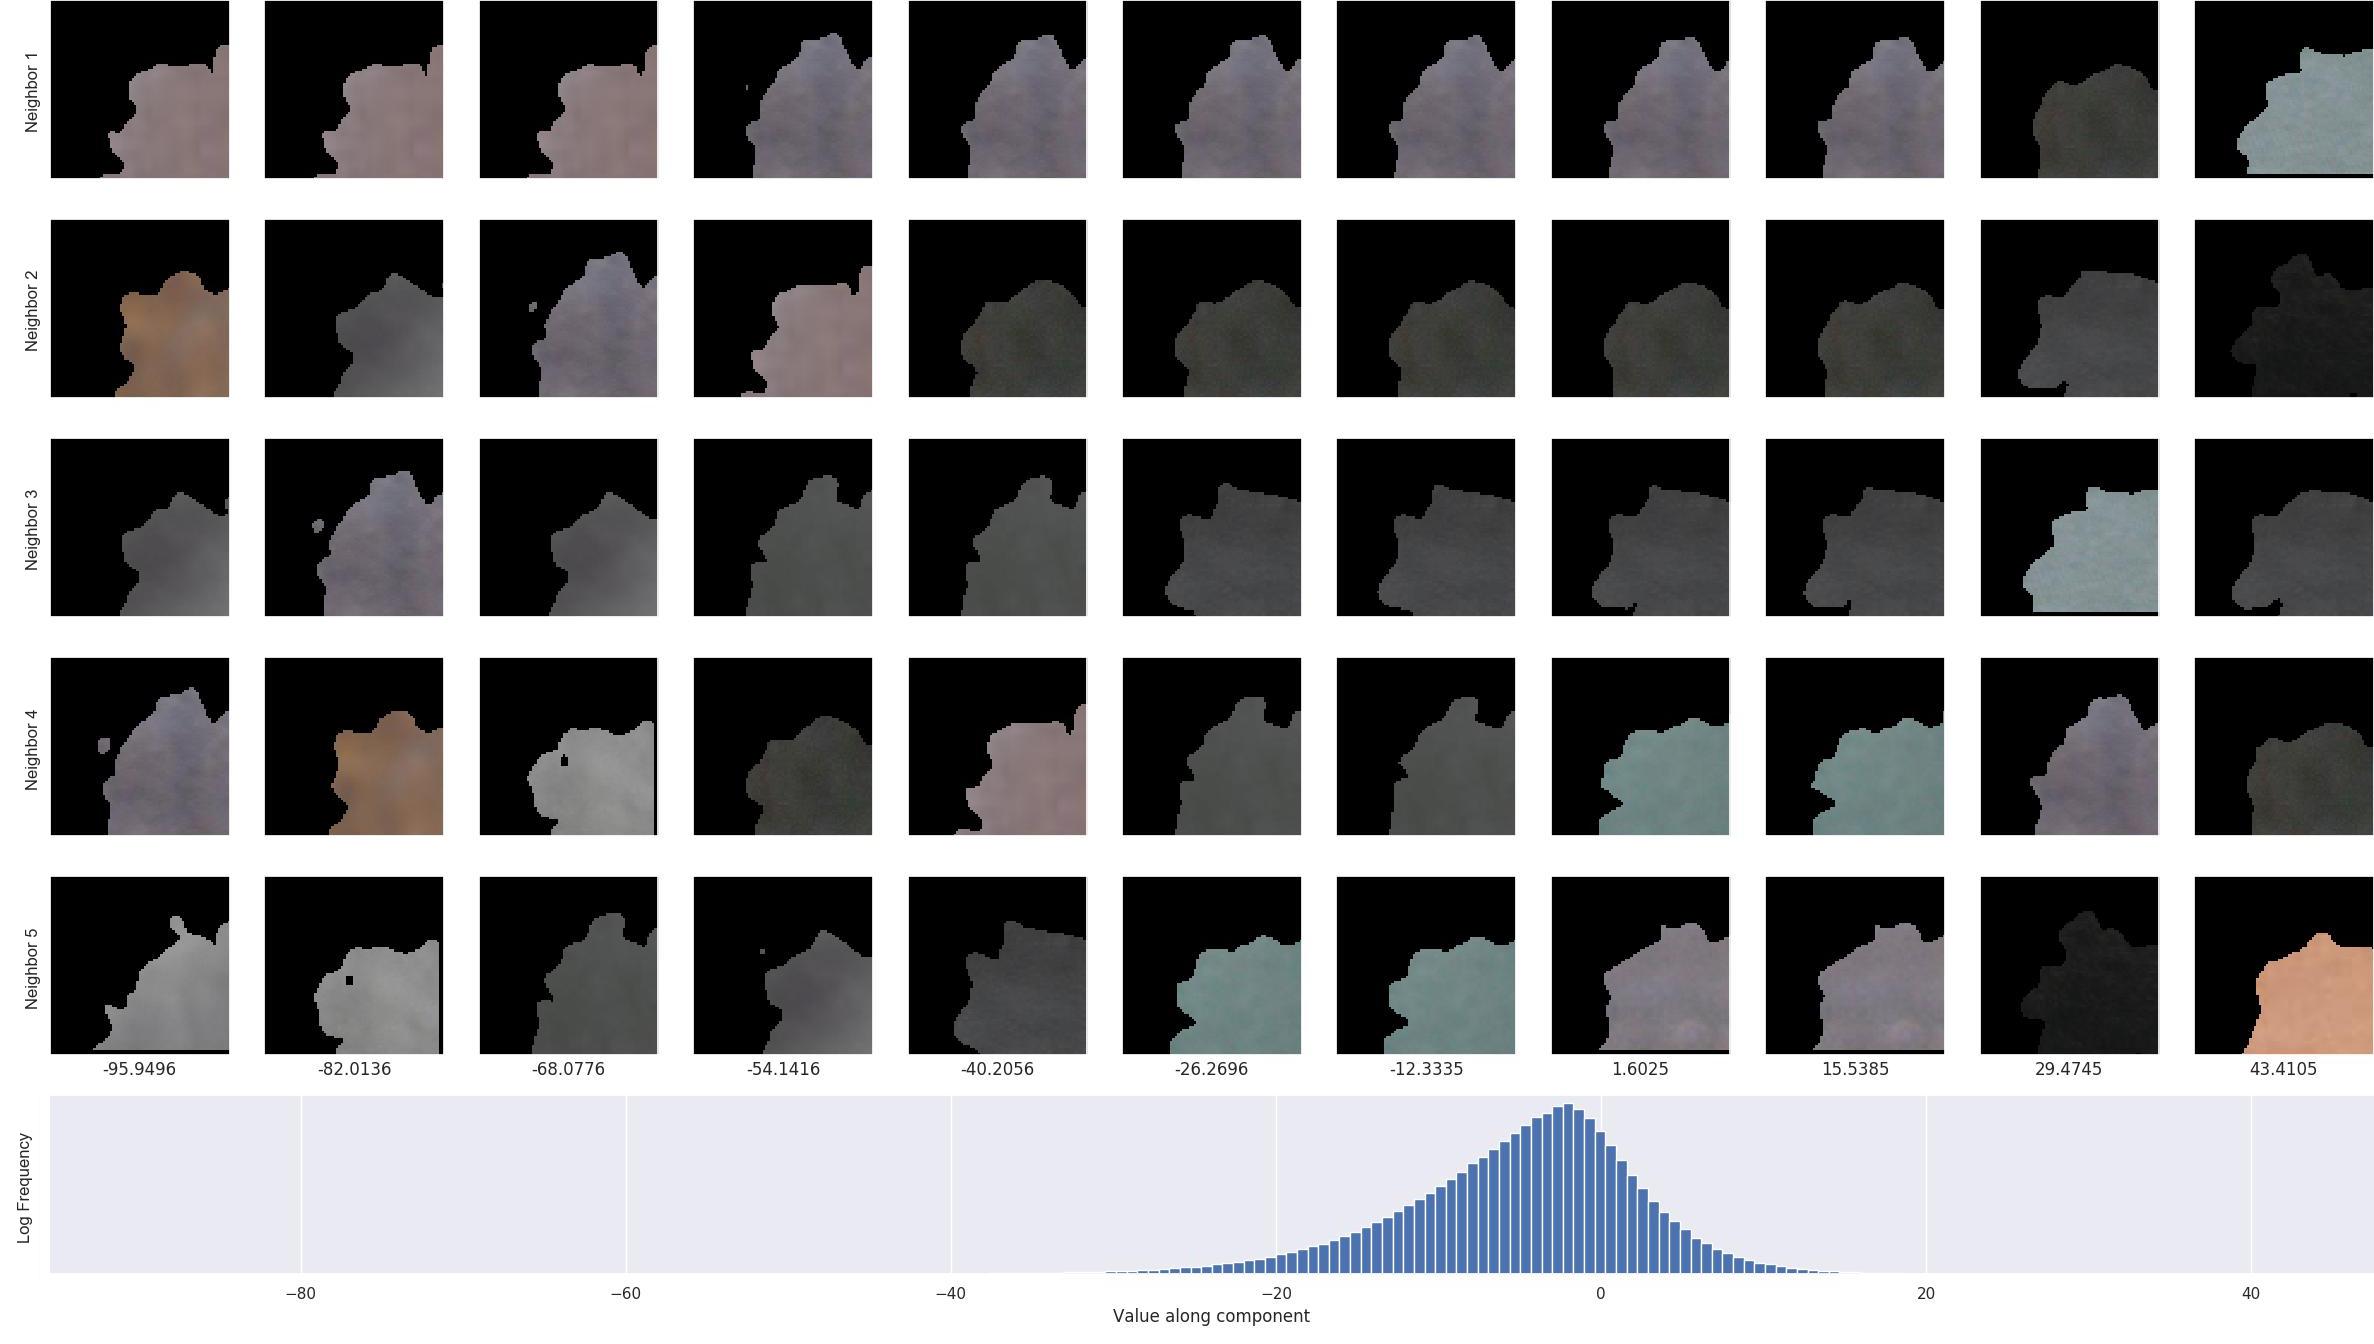 Neighbor 1
Neighbor 2
Neighbor 3
Neighbor 4
Neighbor 5
-95.9496 -82.0136 -68.0776 -54.1416 -40.2056 -26.2696 -12.3335 1.6025 15.5385 29.4745 43.4105
Log Frequency
−80 −60 −40 −20 0 20 40
Value along component